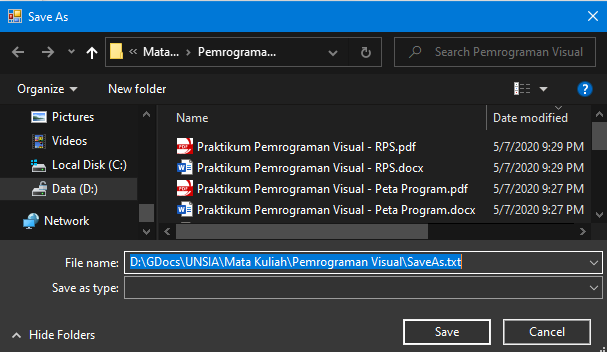 Save As
Mata... Pemrograma...
Search Pemrograman Visual
Organize
New folder
?
Pictures
Videos
Local Disk (C:)
Data (D:)
Network
Name Date modified
Praktikum Pemrograman Visual - RPS.pdf 5/7/2020 9:29 PM
Praktikum Pemrograman Visual - RPS.docx 5/7/2020 9:29 PM
Praktikum Pemrograman Visual - Peta Program.pdf 5/7/2020 9:27 PM
Praktikum Pemrograman Visual - Peta Program.docx 5/7/2020 9:27 PM
File name: D:\GDocs\UNSIA\Mata Kuliah\Pemrograman Visual\SaveAs.txt
Save as type:
Hide Folders
Save
Cancel